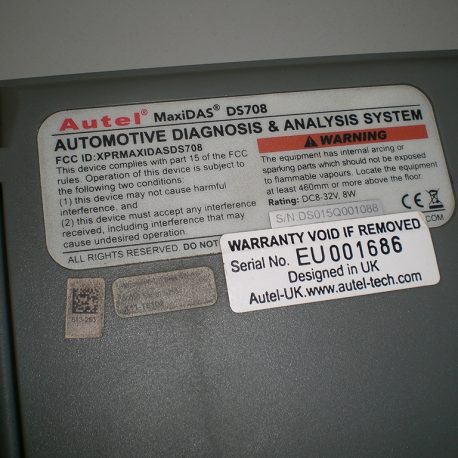 Autel® MaxiDAS® DS708
AUTOMOTIVE DIAGNOSIS & ANALYSIS SYSTEM
FCC ID:XPRMAXIDASDS708
This device complies with part 15 of the FCC
rules. Operation of this device is subject to
the following two conditions:
(1) this device may not cause harmful
interference, and
(2) this device must accept any interference
received, including interference that may
cause undesired operation.
ALL RIGHTS RESERVED. DO NOT
WARNING
The equipment has internal arcing or
sparking parts which should not be exposed
to flammable vapours. Locate the equipment
at least 460mm or more above the floor.
Rating: DC8-32V, 8W
S/N DS015Q001088
CE
WARRANTY VOID IF REMOVED
Serial No. EU001686
Designed in UK
Autel-UK.www.autel-tech.com